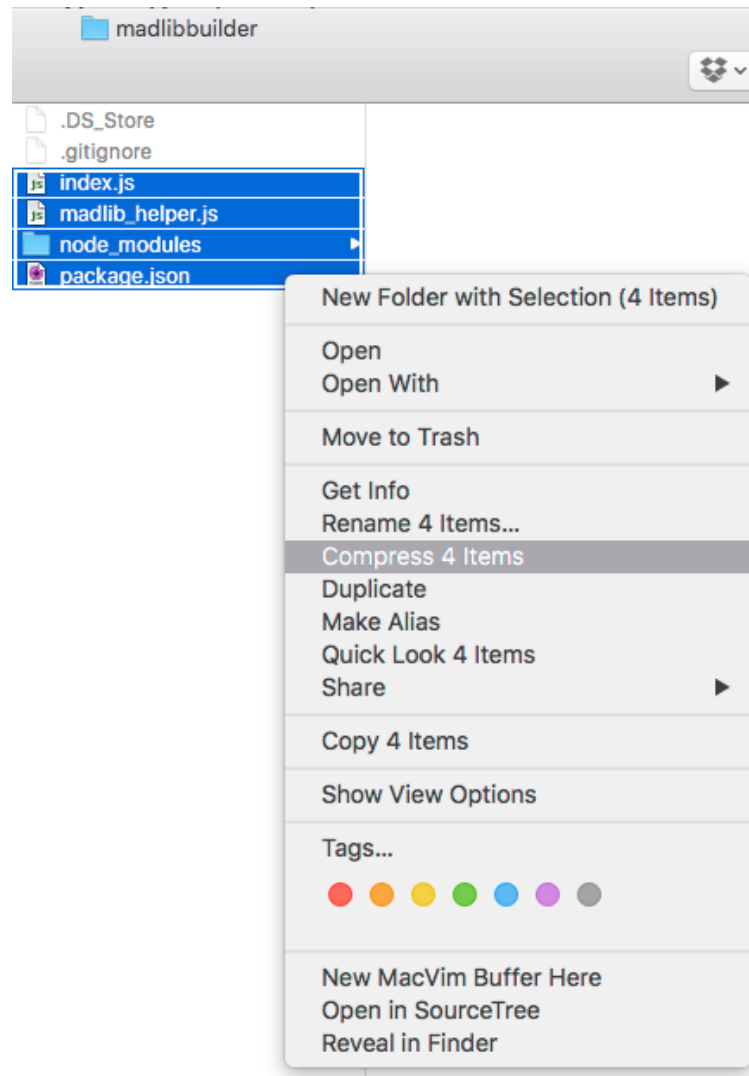 madlibbuilder
.DS_Store
.gitignore
index.js
madlib_helper.js
node_modules
package.json
New Folder with Selection (4 Items)
Open
Open With
Move to Trash
Get Info
Rename 4 Items...
Compress 4 Items
Duplicate
Make Alias
Quick Look 4 Items
Share
Copy 4 Items
Show View Options
Tags...
New MacVim Buffer Here
Open in SourceTree
Reveal in Finder